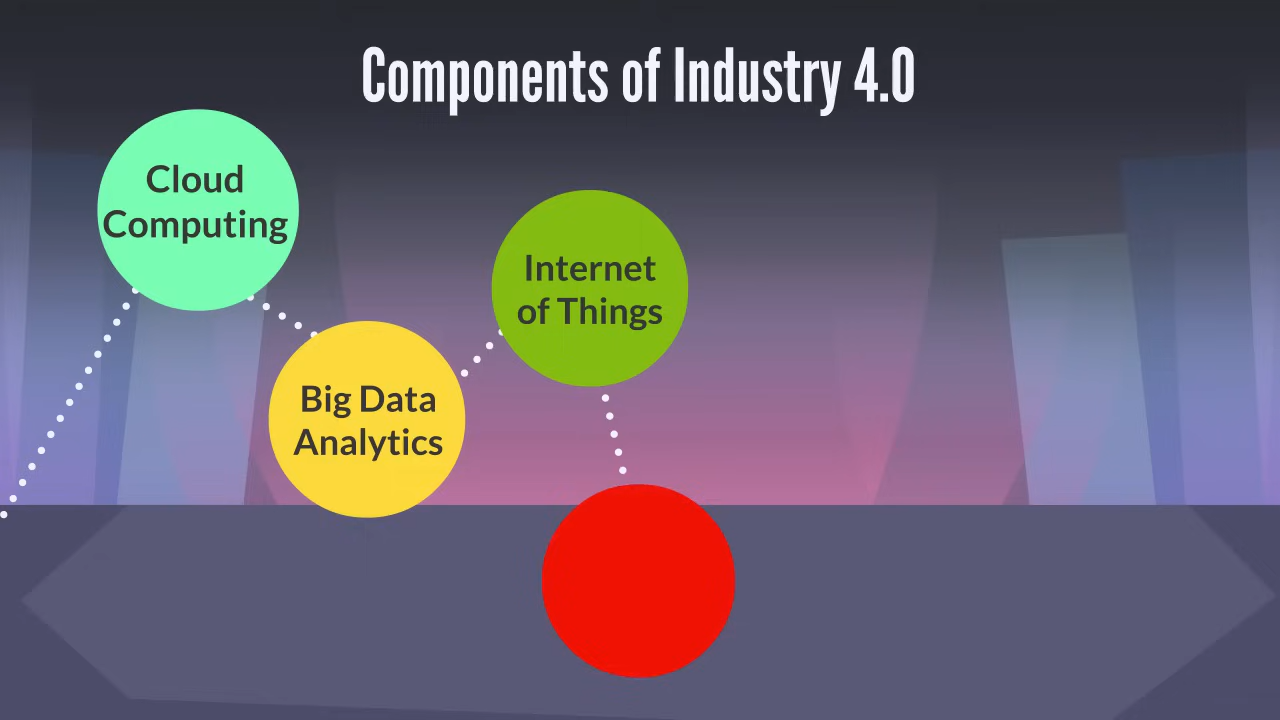 Components of Industry 4.0
Cloud
Computing
Internet
of Things
Big Data
Analytics